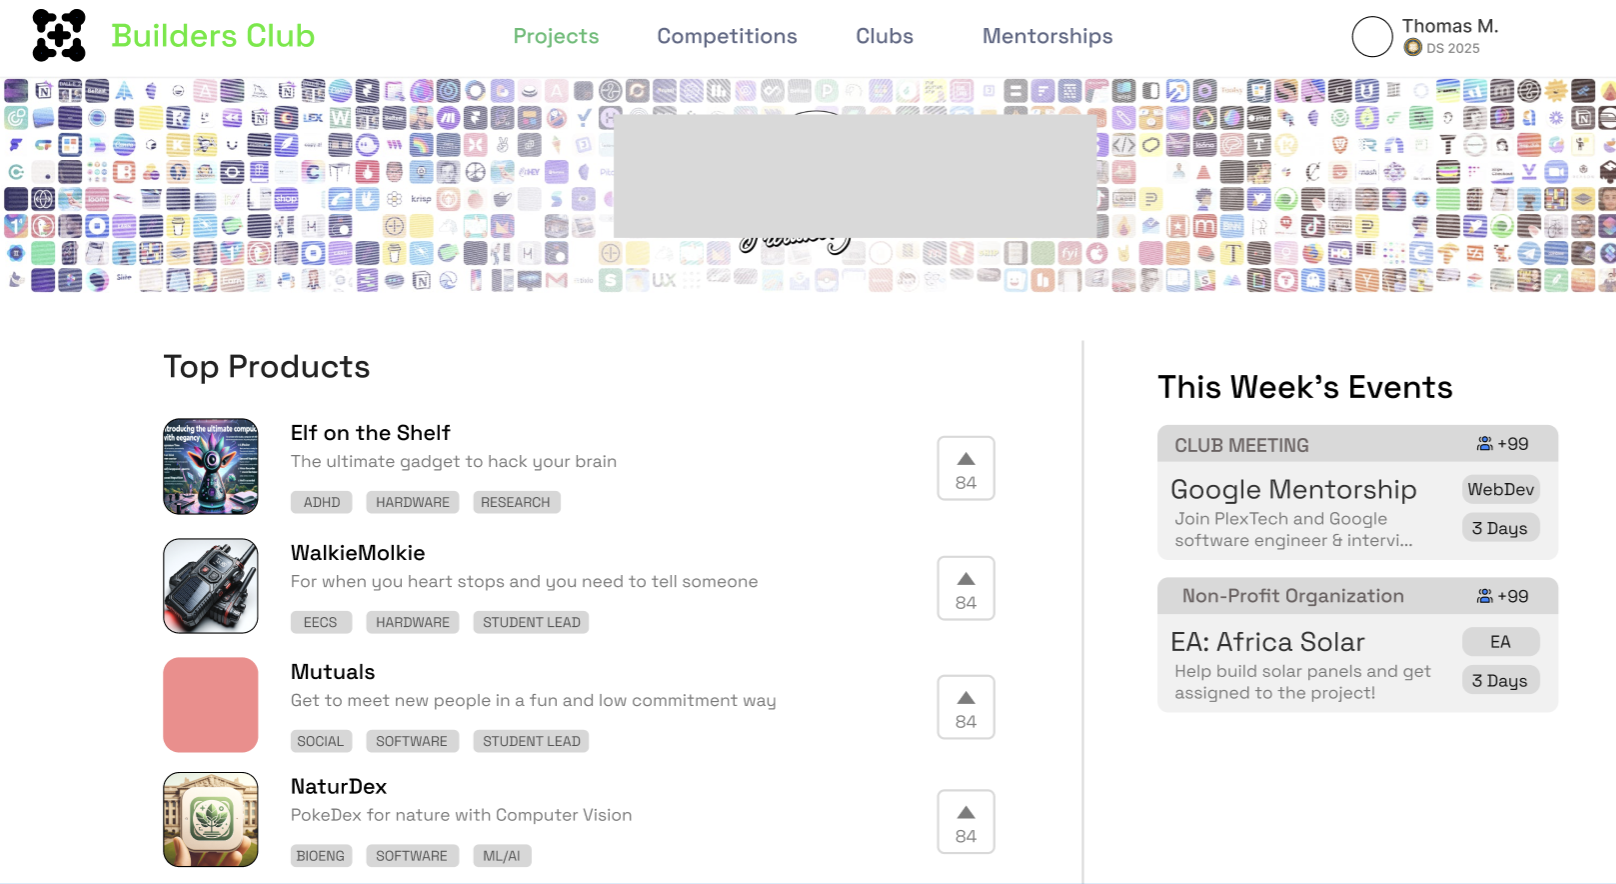 Builders Club
Projects
Competitions
Clubs
Mentorships
Thomas M.
DS 2025
Top Products
Elf on the Shelf
The ultimate gadget to hack your brain
ADHD
HARDWARE
RESEARCH
84
WalkieMolkie
For when you heart stops and you need to tell someone
EECS
HARDWARE
STUDENT LEAD
84
Mutuals
Get to meet new people in a fun and low commitment way
SOCIAL
SOFTWARE
STUDENT LEAD
84
NaturDex
PokeDex for nature with Computer Vision
BIOENG
SOFTWARE
ML/AI
84
This Week's Events
CLUB MEETING
+99
Google Mentorship
WebDev
Join PlexTech and Google
software engineer & intervi...
3 Days
Non-Profit Organization
+99
EA: Africa Solar
EA
Help build solar panels and get
assigned to the project!
3 Days